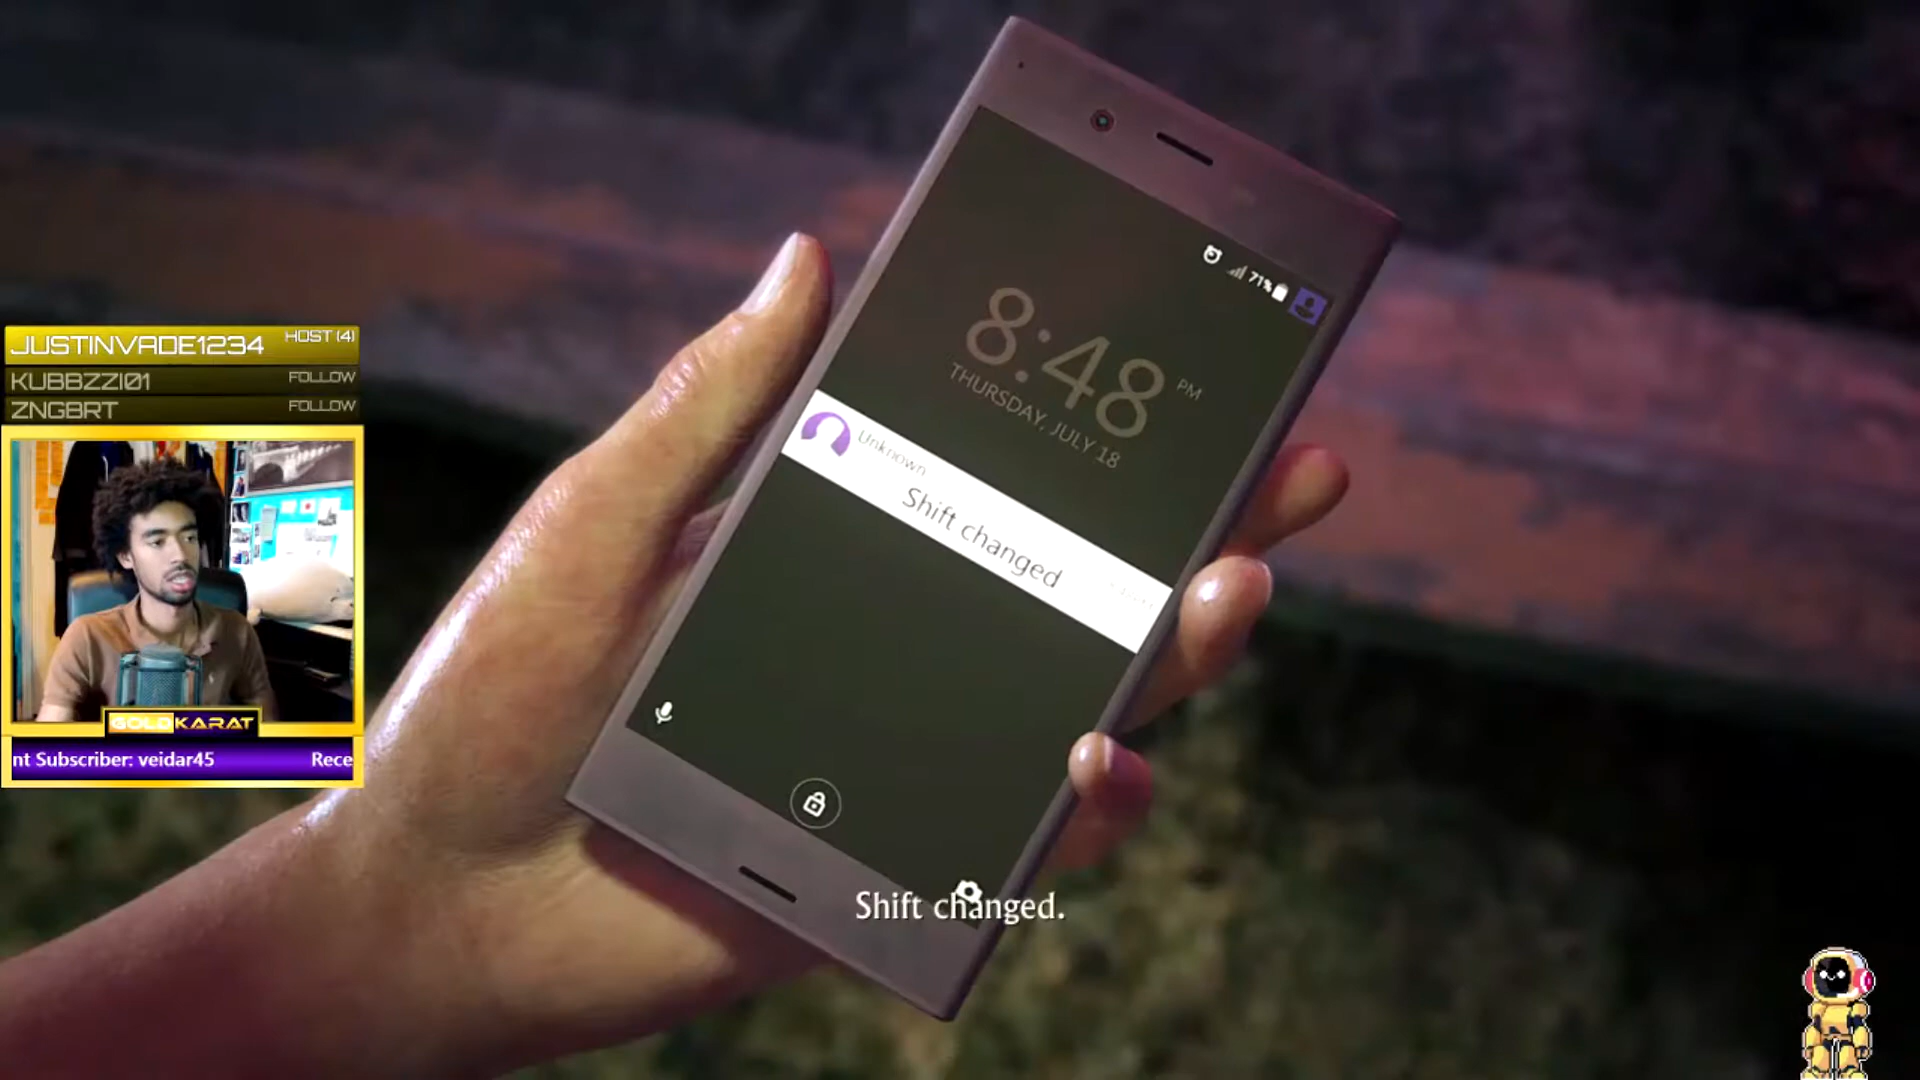 JUSTINVADE1234 HOST (4)
KUBBZZI01 FOLLOW
ZNGBRT FOLLOW
GOLDKARAT
nt Subscriber: veidar45 Rece
71%
8:48 PM
THURSDAY, JULY 18
Unknown
Shift changed
Shift changed.